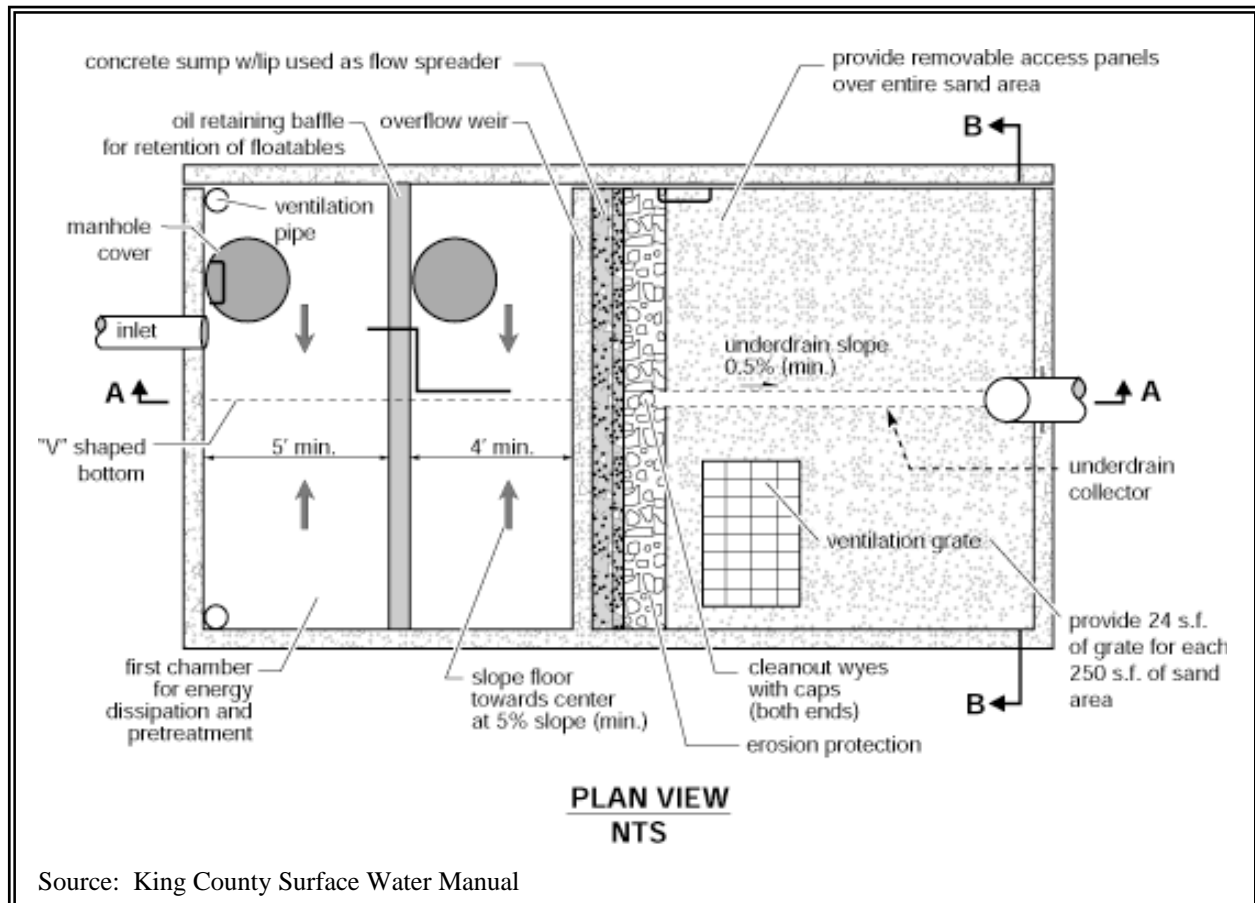 concrete sump w/lip used as flow spreader
provide removable access panels
over entire sand area
oil retaining baffle
for retention of floatables
overflow weir
B
ventilation
pipe
manhole
cover
inlet
underdrain slope
0.5% (min.)
A
A
"V" shaped
bottom
5' min.
4' min.
underdrain
collector
ventilation grate
provide 24 s.f.
of grate for each
250 s.f. of sand
area
first chamber
for energy
dissipation and
pretreatment
slope floor
towards center
at 5% slope (min.)
cleanout wyes
with caps
(both ends)
B
erosion protection
PLAN VIEW
NTS
Source: King County Surface Water Manual